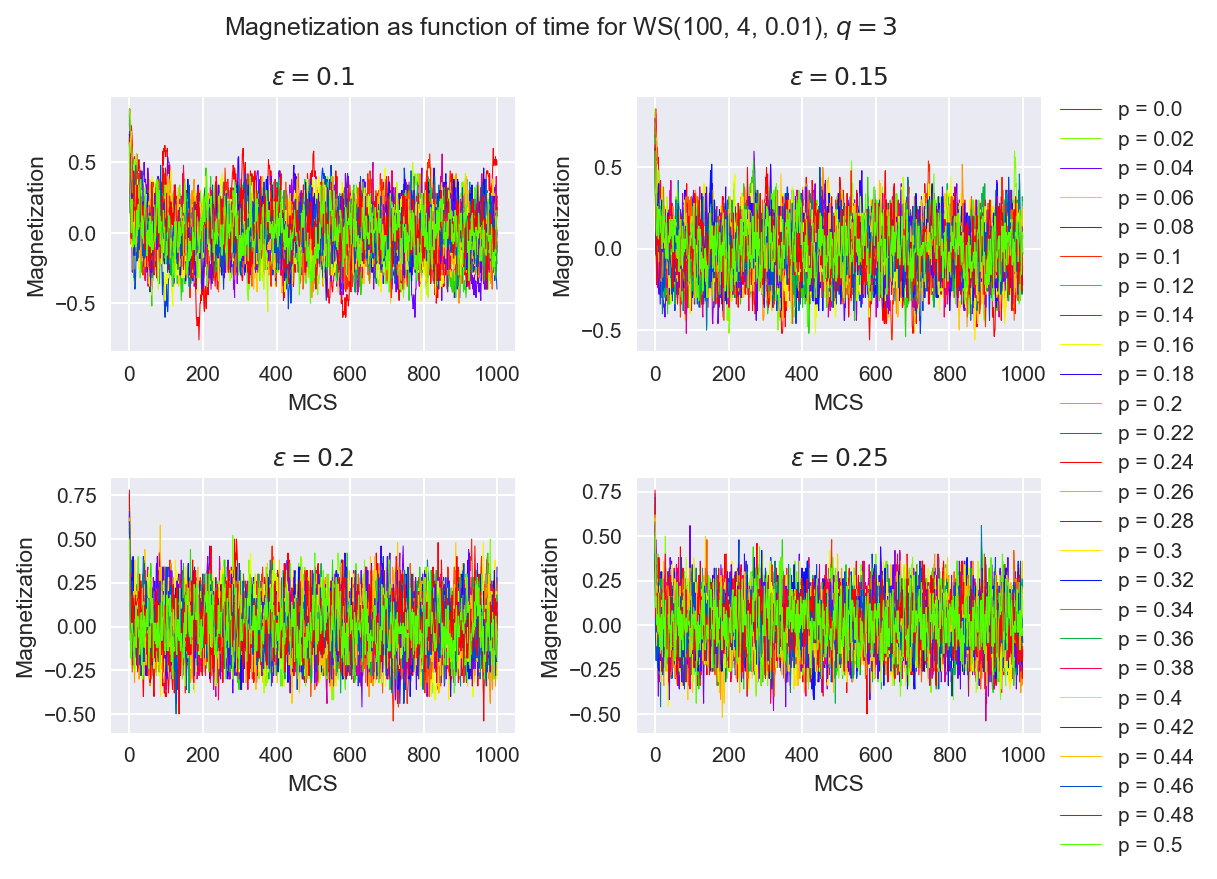 Magnetization as function of time for WS(100, 4, 0.01), q = 3
ε = 0.1
0.5
0.0
−0.5
Magnetization
0 200 400 600 800 1000
MCS
ε = 0.15
0.5
0.0
−0.5
Magnetization
0 200 400 600 800 1000
MCS
ε = 0.2
0.75
0.50
0.25
0.00
−0.25
−0.50
Magnetization
0 200 400 600 800 1000
MCS
ε = 0.25
0.75
0.50
0.25
0.00
−0.25
−0.50
Magnetization
0 200 400 600 800 1000
MCS
p = 0.0
p = 0.02
p = 0.04
p = 0.06
p = 0.08
p = 0.1
p = 0.12
p = 0.14
p = 0.16
p = 0.18
p = 0.2
p = 0.22
p = 0.24
p = 0.26
p = 0.28
p = 0.3
p = 0.32
p = 0.34
p = 0.36
p = 0.38
p = 0.4
p = 0.42
p = 0.44
p = 0.46
p = 0.48
p = 0.5